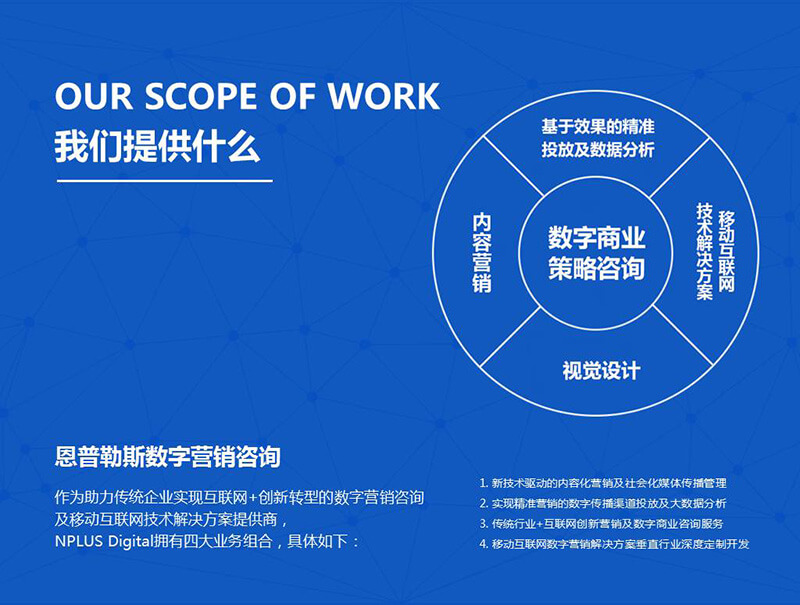 OUR SCOPE OF WORK
我们提供什么
基于效果的精准
投放及数据分析
内容营销
数字商业
策略咨询
移动互联网
技术解决方案
视觉设计
恩普勒斯数字营销咨询
作为助力传统企业实现互联网+创新转型的数字营销咨询
及移动互联网技术解决方案提供商，
NPLUS Digital拥有四大业务组合，具体如下：
1. 新技术驱动的内容化营销及社会化媒体传播管理
2. 实现精准营销的数字传播渠道投放及大数据分析
3. 传统行业+互联网创新营销及数字商业咨询服务
4. 移动互联网数字营销解决方案垂直行业深度定制开发